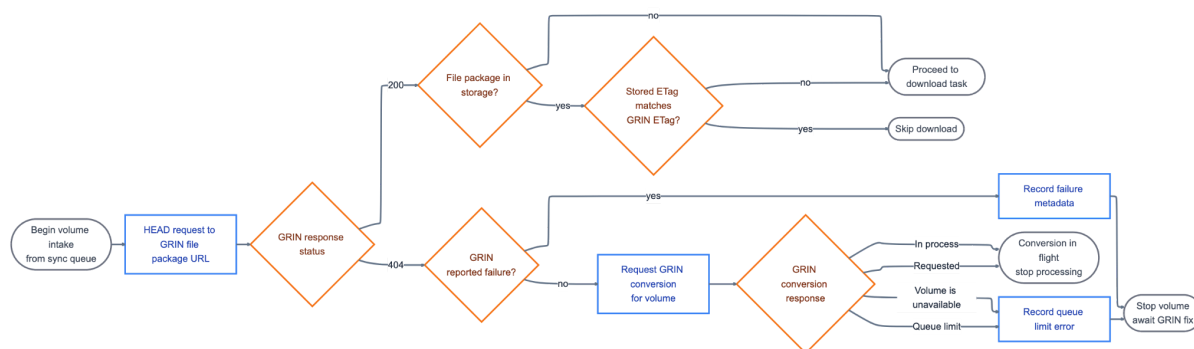 no
200
File package in
storage?
yes
Stored ETag
matches
GRIN ETag?
no
yes
Proceed to
download task
Skip download
Begin volume
intake
from sync queue
HEAD request to
GRIN file
package URL
GRIN response
status
404
GRIN
reported failure?
yes
no
Record failure
metadata
Request GRIN
conversion
for volume
GRIN
conversion
response
In process
Requested
Volume is
unavailable
Queue limit
Conversion in
flight
stop processing
Record queue
limit error
Stop volume
await GRIN fix